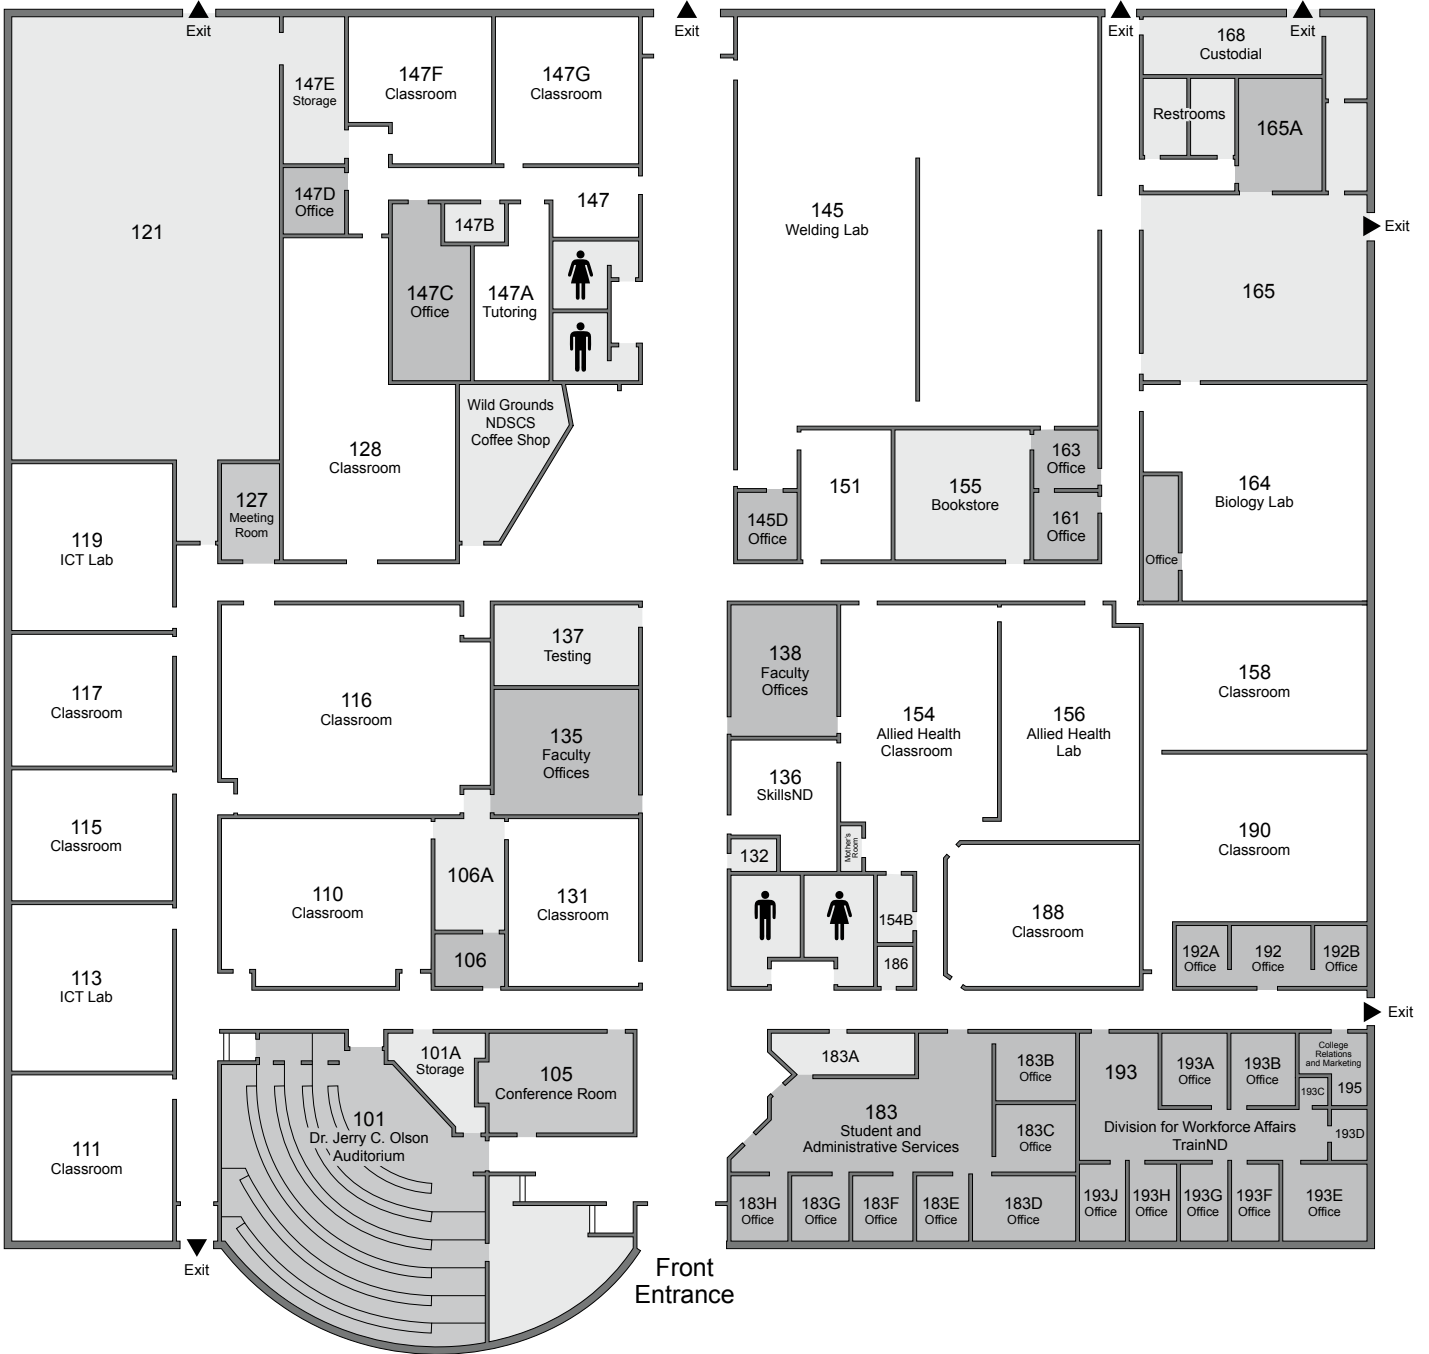 Exit
Exit
Exit
Exit
168
Custodial
147E
Storage
147F
Classroom
147G
Classroom
Restrooms
165A
147D
Office
147
147B
121
145
Welding Lab
Exit
165
147C
Office
147A
Tutoring
Wild Grounds
NDSCS
Coffee Shop
128
Classroom
127
Meeting
Room
119
ICT Lab
145D
Office
151
155
Bookstore
163
Office
161
Office
164
Biology Lab
Office
117
Classroom
116
Classroom
137
Testing
135
Faculty
Offices
138
Faculty
Offices
136
SkillsND
154
Allied Health
Classroom
156
Allied Health
Lab
158
Classroom
115
Classroom
110
Classroom
106A
106
131
Classroom
132
Mother's
Room
154B
186
188
Classroom
190
Classroom
192A
Office
192
Office
192B
Office
113
ICT Lab
Exit
111
Classroom
101
Dr. Jerry C. Olson
Auditorium
101A
Storage
105
Conference Room
183A
183
Student and
Administrative Services
183B
Office
183C
Office
193
193A
Office
193B
Office
College
Relations
and Marketing
195
193C
193D
Division for Workforce Affairs
TrainND
183H
Office
183G
Office
183F
Office
183E
Office
183D
Office
193J
Office
193H
Office
193G
Office
193F
Office
193E
Office
Exit
Front
Entrance